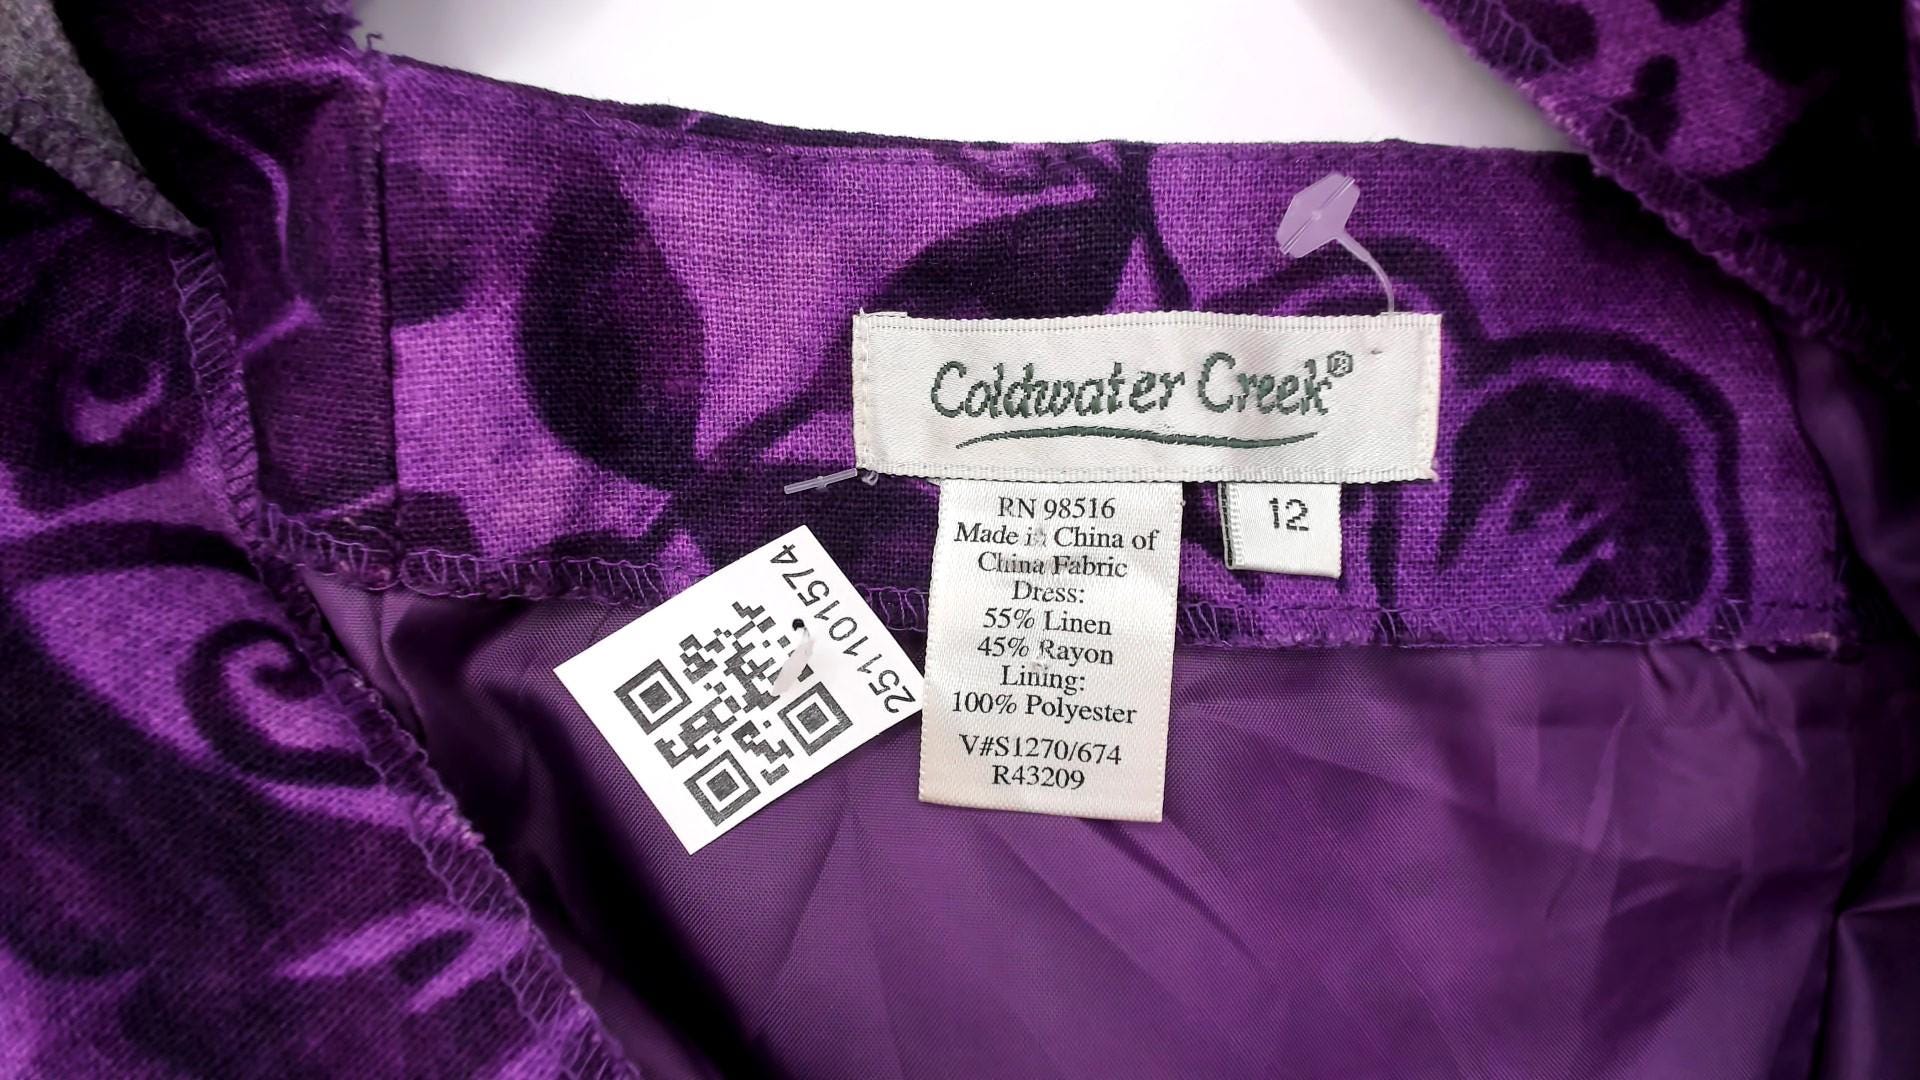 Coldwater Creek®
12
RN 98516
Made in China of
China Fabric
Dress:
55% Linen
45% Rayon
Lining:
100% Polyester
V#S1270/674
R43209
2511101574